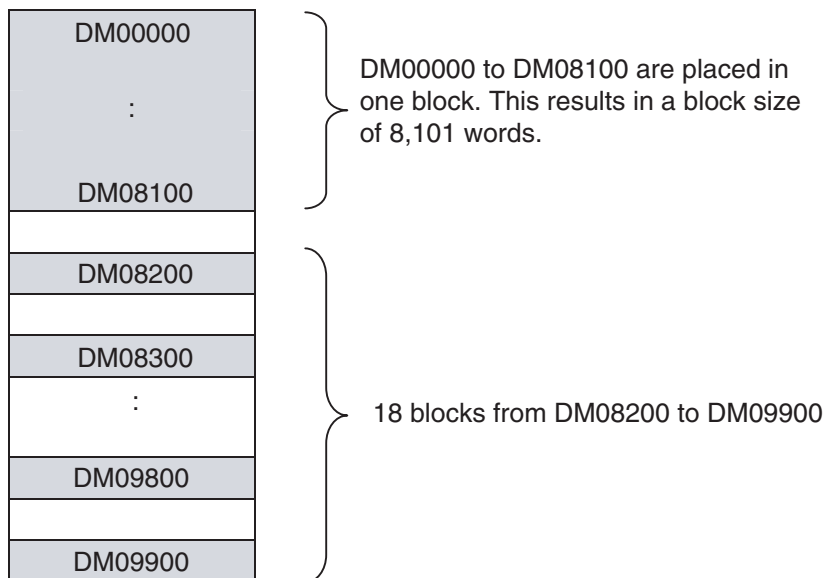 DM00000
:
DM08100
DM00000 to DM08100 are placed in
one block. This results in a block size
of 8,101 words.
DM08200
DM08300
:
DM09800
DM09900
18 blocks from DM08200 to DM09900